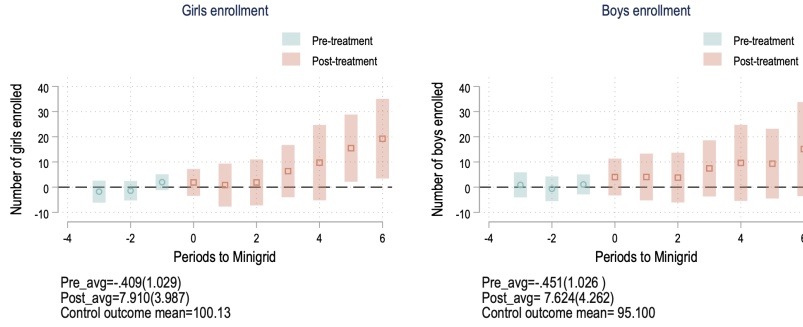 Girls enrollment
Pre-treatment
Post-treatment
Number of girls enrolled
40
30
20
10
0
-10
-4
-2
0
2
4
6
Periods to Minigrid
Pre_avg=-.409(1.029)
Post_avg=7.910(3.987)
Control outcome mean=100.13
Boys enrollment
Pre-treatment
Post-treatment
Number of boys enrolled
40
30
20
10
0
-10
-4
-2
0
2
4
6
Periods to Minigrid
Pre_avg=-.451(1.026 )
Post_avg= 7.624(4.262)
Control outcome mean= 95.100